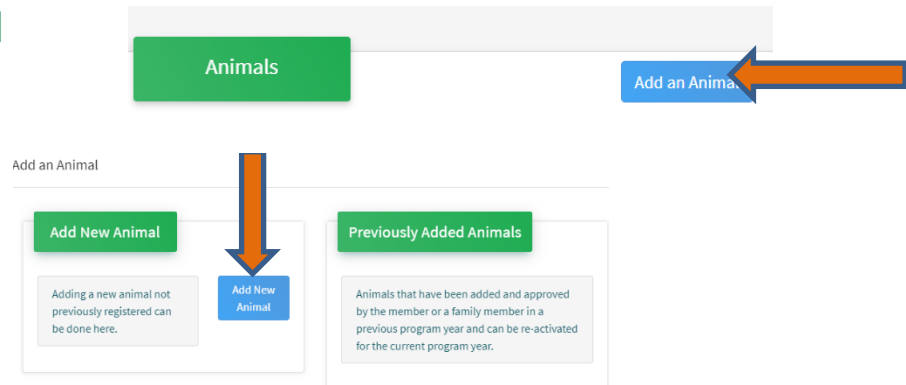 Animals
Add an Animal
Add an Animal
Add New Animal
Previously Added Animals
Adding a new animal not
previously registered can
be done here.
Add New
Animal
Animals that have been added and approved
by the member or a family member in a
previous program year and can be re-activated
for the current program year.